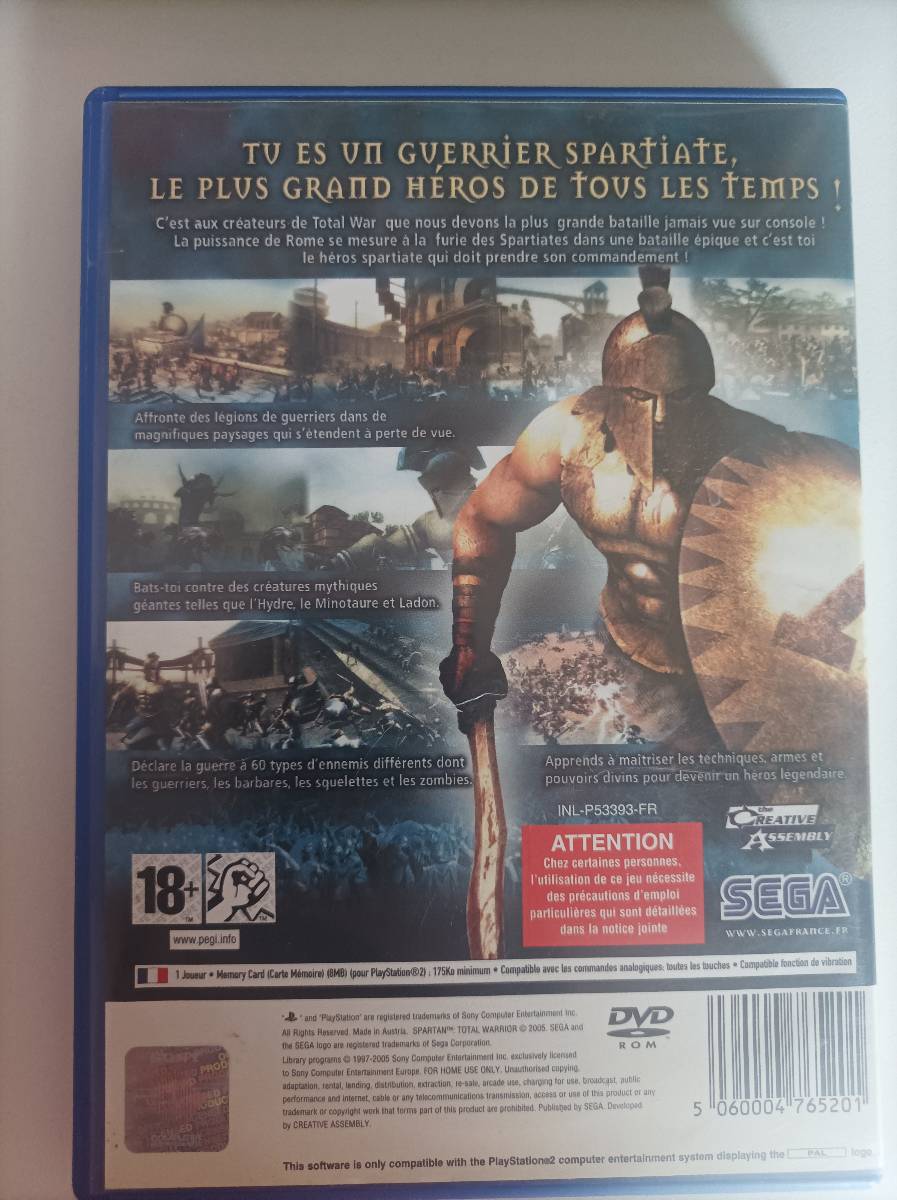 TU ES UN GUERRIER SPARTIATE,
LE PLUS GRAND HÉROS DE TOUS LES TEMPS !
C'est aux créateurs de Total War que nous devons la plus grande bataille jamais vue sur console !
La puissance de Rome se mesure à la furie des Spartiates dans une bataille épique et c'est toi
le héros spartiate qui doit prendre son commandement !
Affronte des légions de guerriers dans de
magnifiques paysages qui s'étendent à perte de vue.
Bats-toi contre des créatures mythiques
géantes telles que l'Hydre, le Minotaure et Ladon.
Déclare la guerre à 60 types d'ennemis différents dont
les guerriers, les barbares, les squelettes et les zombies.
Apprends à maîtriser les techniques, armes et
pouvoirs divins pour devenir un héros légendaire.
INL-P53393-FR
the
CREATIVE
ASSEMBLY
ATTENTION
Chez certaines personnes,
l'utilisation de ce jeu nécessite
des précautions d'emploi
particulières qui sont détaillées
dans la notice jointe
18+
TM
TM
www.pegi.info
SEGA®
WWW.SEGAFRANCE.FR
1 Joueur • Memory Card (Carte Mémoire) (8MB) (pour PlayStation®2) : 175Ko minimum • Compatible avec les commandes analogiques: toutes les touches • Compatible fonction de vibration
" " and "PlayStation" are registered trademarks of Sony Computer Entertainment Inc.
All Rights Reserved. Made in Austria. SPARTAN™: TOTAL WARRIOR © 2005. SEGA and
the SEGA logo are registered trademarks of Sega Corporation.
Library programs © 1997-2005 Sony Computer Entertainment Inc. exclusively licensed
to Sony Computer Entertainment Europe. FOR HOME USE ONLY. Unauthorised copying,
adaptation, rental, lending, distribution, extraction, re-sale, arcade use, charging for use, broadcast, public
performance and internet, cable or any telecommunications transmission, access or use of this product or any
trademark or copyright work that forms part of this product are prohibited. Published by SEGA. Developed
by CREATIVE ASSEMBLY.
DVD
ROM
5 060004 765201
This software is only compatible with the PlayStation®2 computer entertainment system displaying the PAL logo.